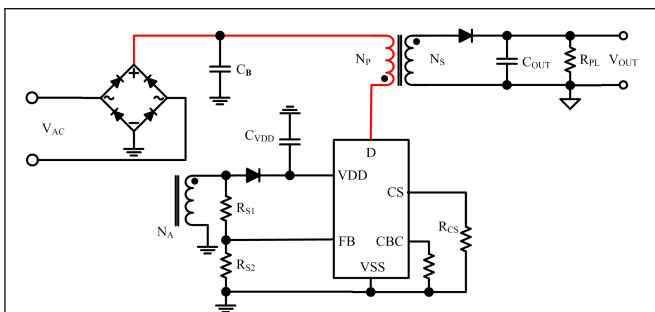 +
N_P
N_S
C_B
C_OUT
R_PL
V_OUT
~
~
−
V_AC
C_VDD
D
VDD
CS
R_S1
N_A
R_CS
FB
CBC
R_S2
VSS